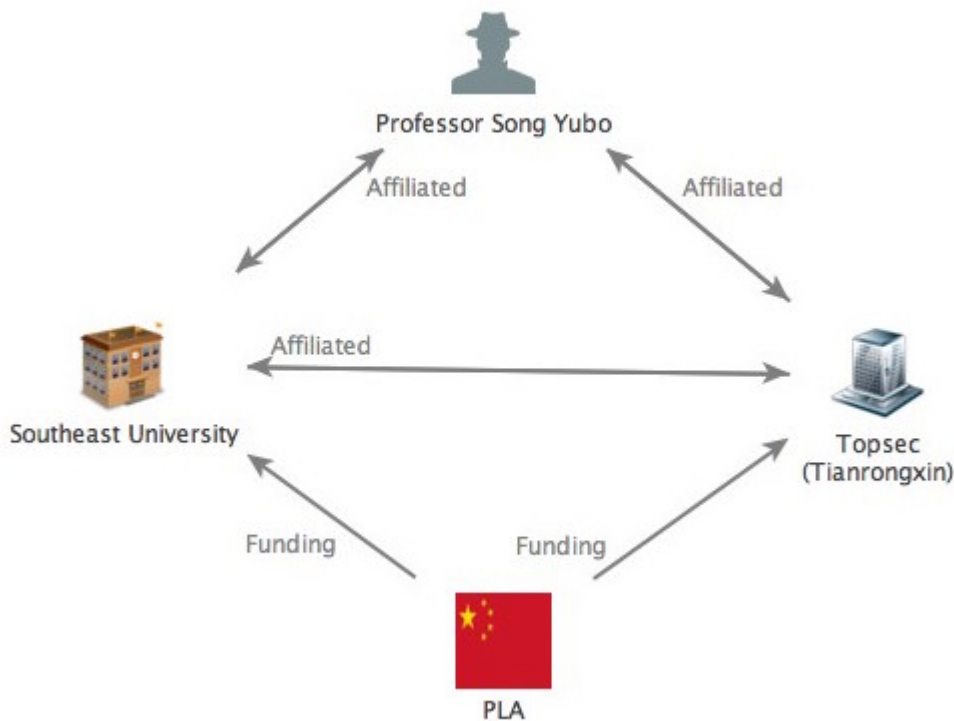 Professor Song Yubo
Affiliated
Affiliated
Affiliated
Southeast University
Topsec
(Tianrongxin)
Funding
Funding
PLA